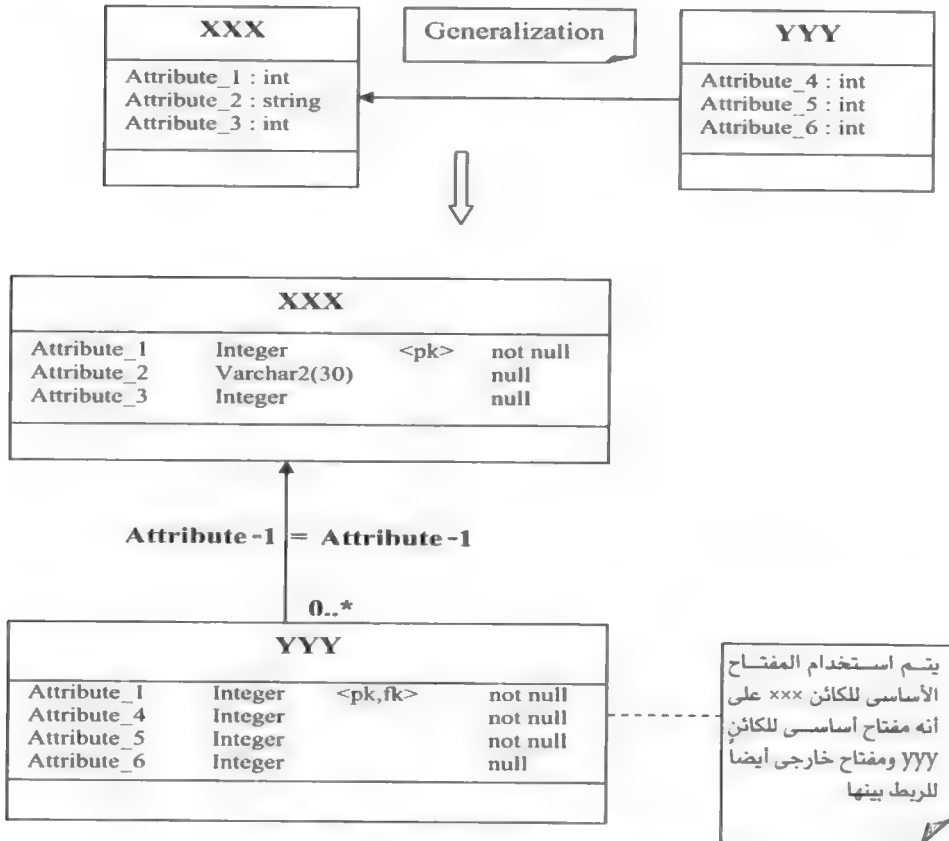 XXX
Generalization
YYY
Attribute_1 : int
Attribute_2 : string
Attribute_3 : int
Attribute_4 : int
Attribute_5 : int
Attribute_6 : int
XXX
Attribute_1 Integer <pk> not null
Attribute_2 Varchar2(30) null
Attribute_3 Integer null
Attribute-1 = Attribute-1
0..*
YYY
Attribute_1 Integer <pk,fk> not null
Attribute_4 Integer not null
Attribute_5 Integer not null
Attribute_6 Integer null
يتم استخدام المفتاح
الأساسى للكائن xxx على
أنه مفتاح أساسى للكائن
yyy ومفتاح خارجى أيضاً
للربط بينها